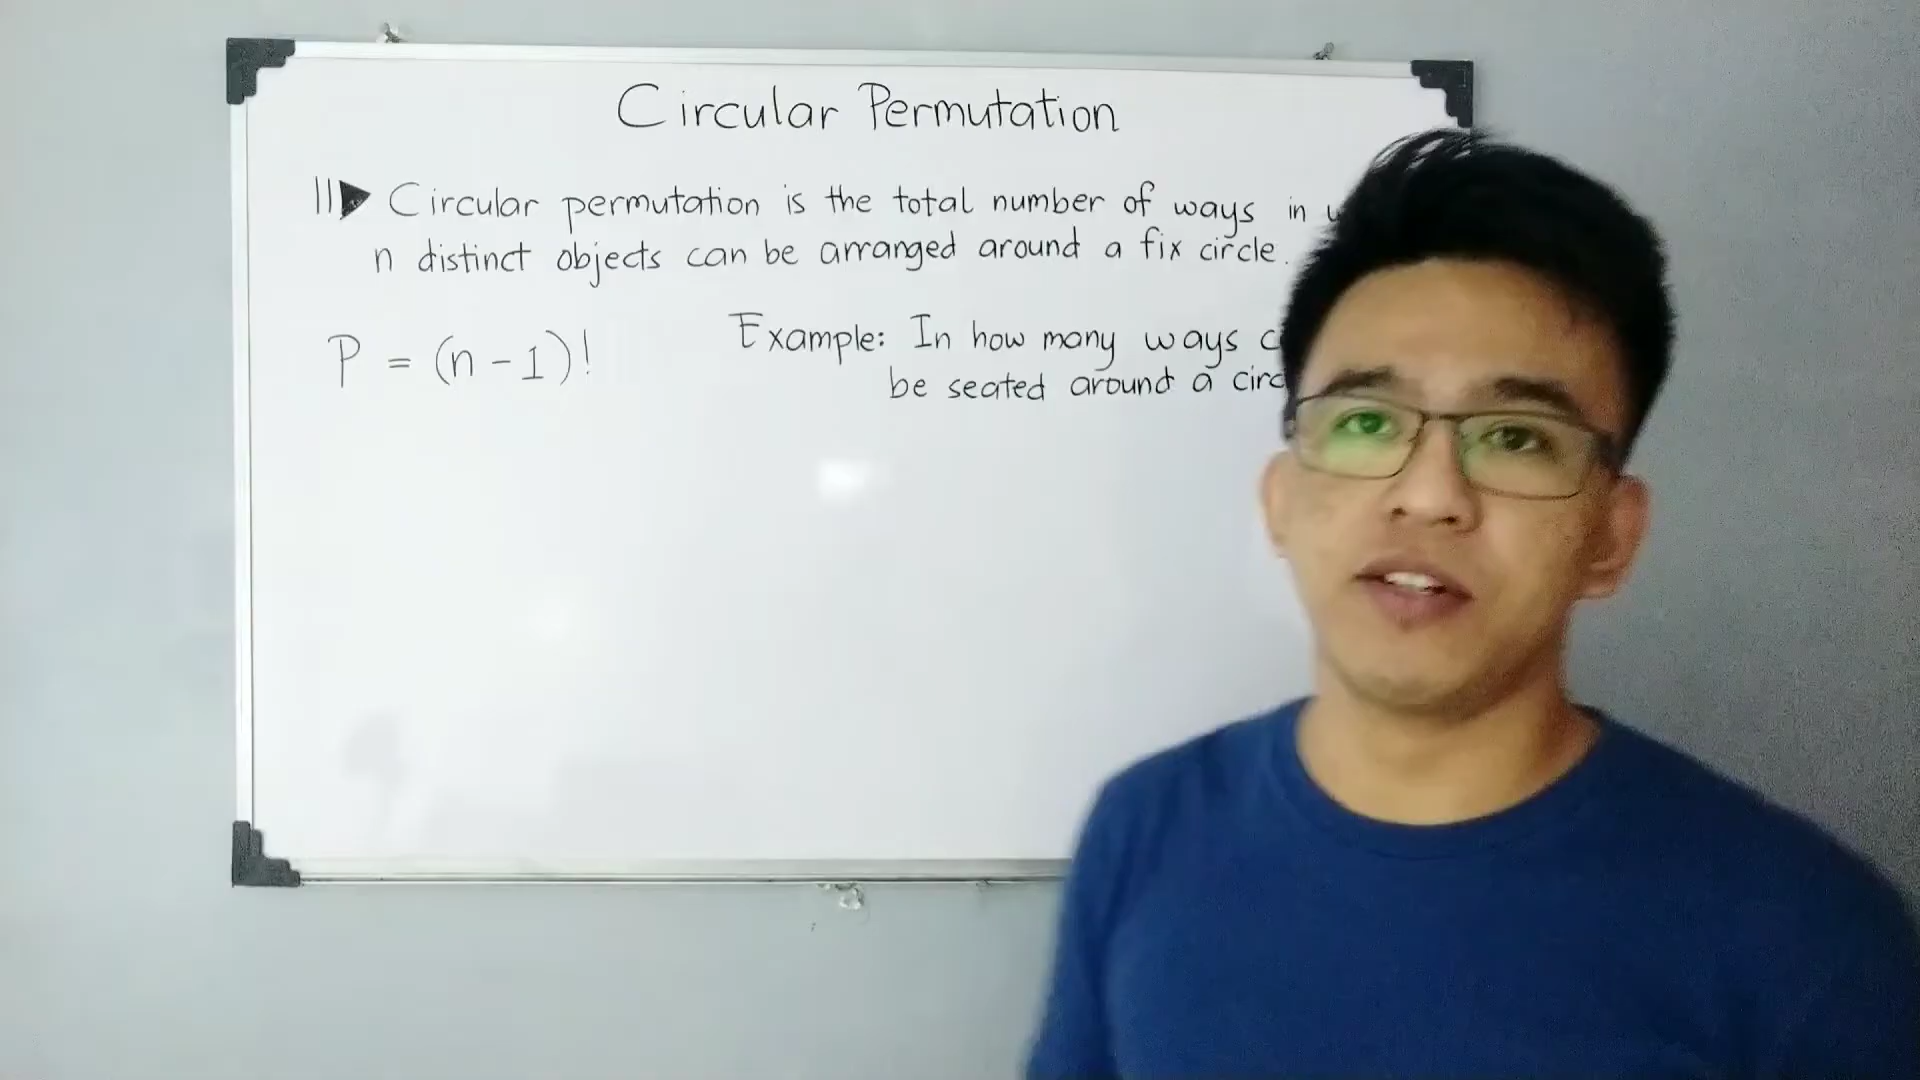 Circular Permutation
Circular permutation is the total number of ways in
n distinct objects can be arranged around a fix circle.
P = (n - 1)!
Example: In how many ways
be seated around a